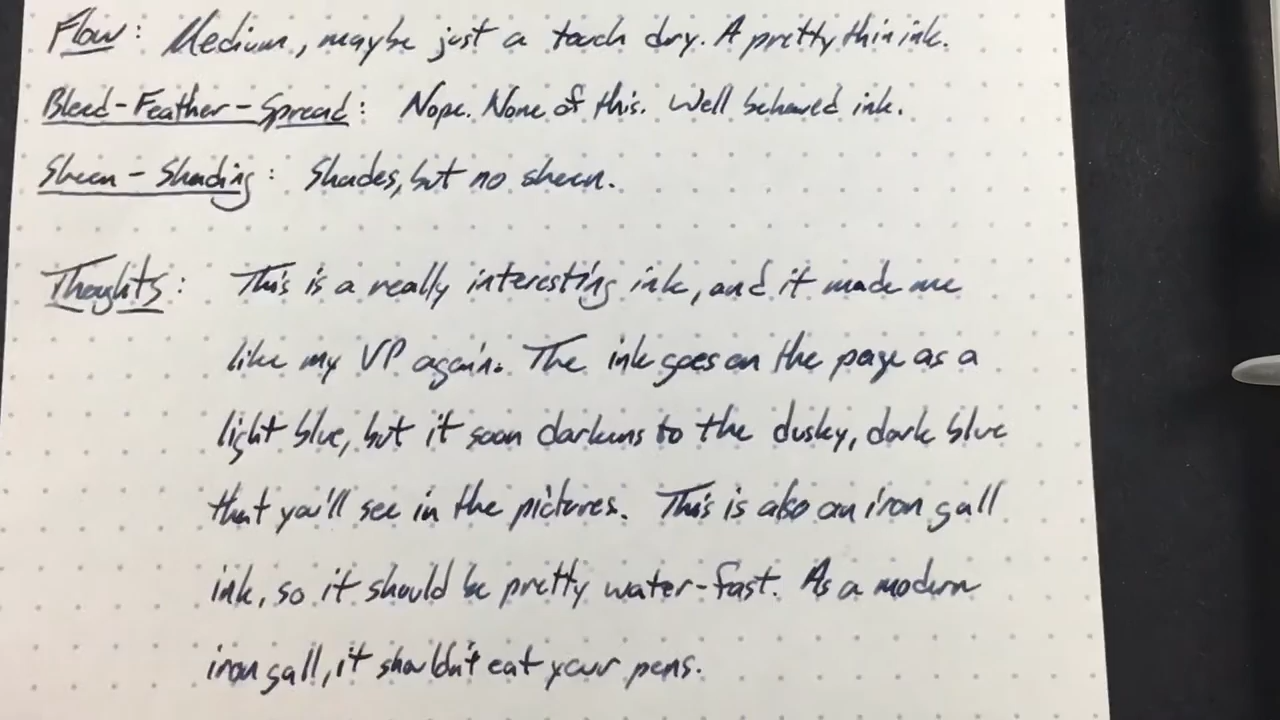 Flow: Medium, maybe just a touch dry. A pretty thin ink.
Bleed-Feather-Spread: Nope. None of this. Well behaved ink.
Sheen-Shading: Shades, but no sheen.
Thoghts: This is a really interesting ink, and it made me
like my VP again. The ink goes on the page as a
light blue, but it soon darkens to the dusky, dark blue
that you'll see in the pictures. This is also an iron gall
ink, so it should be pretty water-fast. As a modern
iron gall, it shouldn't eat your pens.